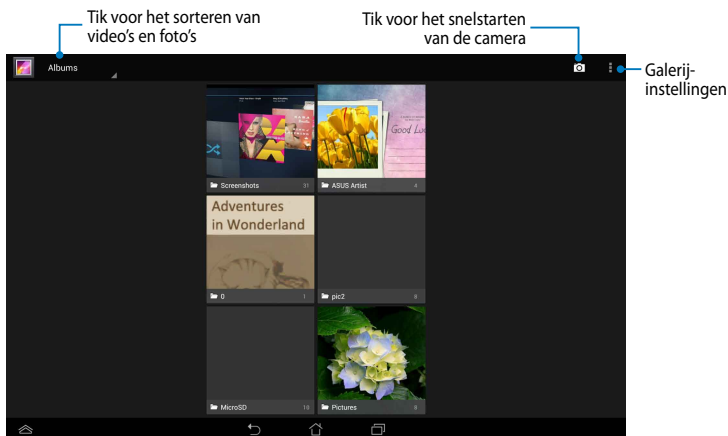 Tik voor het sorteren van
video's en foto's
Tik voor het snelstarten
van de camera
Galerij-
instellingen
Albums
Good Luc
Screenshots 31
ASUS Artist 4
Adventures
in Wonderland
0 1
pic2 8
MicroSD 19
Pictures 8